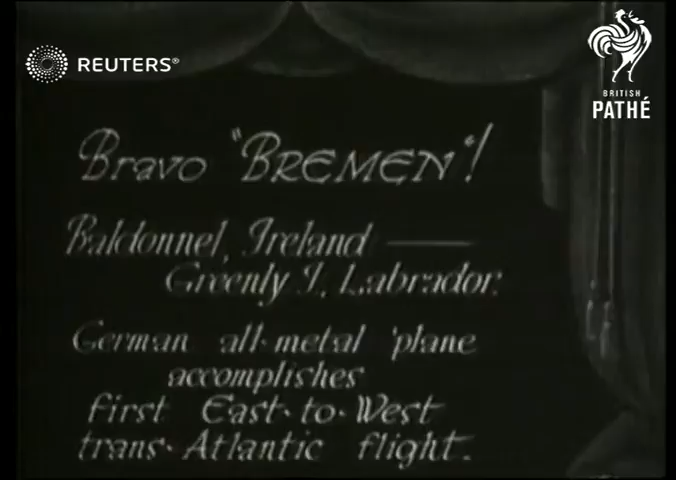 REUTERS®
BRITISH
PATHÉ
Bravo "BREMEN"!
Baldonnel, Ireland —
Greenly I, Labrador.
German all-metal 'plane
accomplishes
first East-to-West
trans-Atlantic flight.